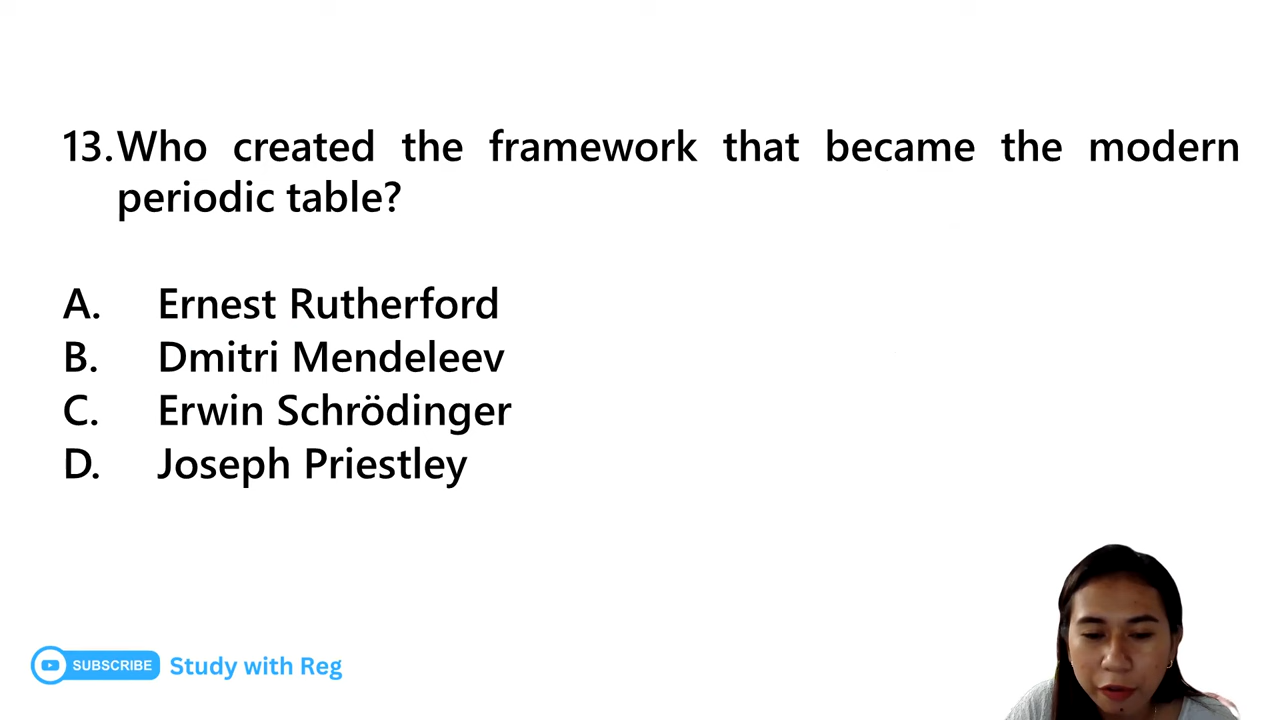 13. Who created the framework that became the modern
periodic table?
A. Ernest Rutherford
B. Dmitri Mendeleev
C. Erwin Schrödinger
D. Joseph Priestley
SUBSCRIBE Study with Reg